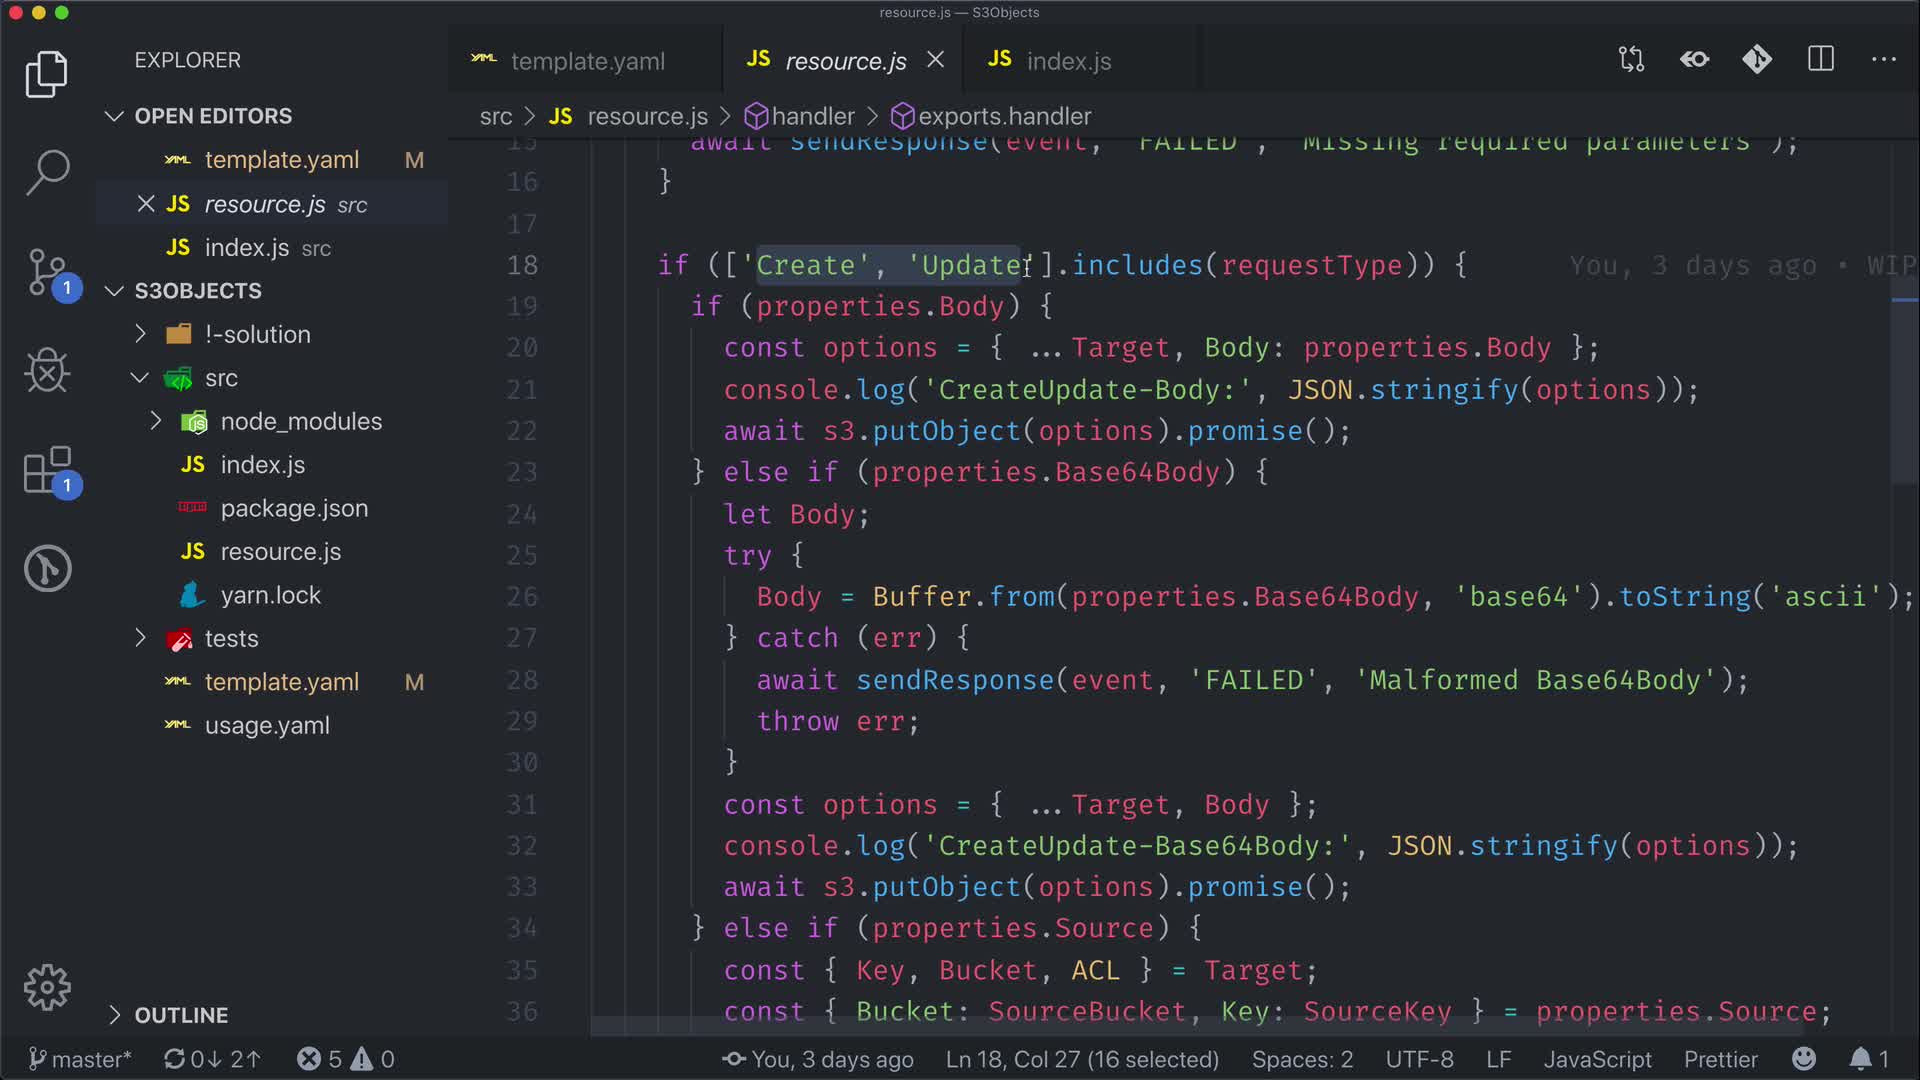 resource.js — S3Objects
EXPLORER
OPEN EDITORS
template.yaml M
JS resource.js src
JS index.js src
S3OBJECTS
!-solution
src
node_modules
JS index.js
package.json
JS resource.js
yarn.lock
tests
template.yaml M
usage.yaml
OUTLINE
1
1
template.yaml
JS resource.js
JS index.js
src > JS resource.js > handler > exports.handler
15 await sendResponse(event, 'FAILED', 'Missing required parameters');
16 }
17
18 if (['Create', 'Update'].includes(requestType)) { You, 3 days ago • WIP
19 if (properties.Body) {
20 const options = { ...Target, Body: properties.Body };
21 console.log('CreateUpdate-Body:', JSON.stringify(options));
22 await s3.putObject(options).promise();
23 } else if (properties.Base64Body) {
24 let Body;
25 try {
26 Body = Buffer.from(properties.Base64Body, 'base64').toString('ascii');
27 } catch (err) {
28 await sendResponse(event, 'FAILED', 'Malformed Base64Body');
29 throw err;
30 }
31 const options = { ...Target, Body };
32 console.log('CreateUpdate-Base64Body:', JSON.stringify(options));
33 await s3.putObject(options).promise();
34 } else if (properties.Source) {
35 const { Key, Bucket, ACL } = Target;
36 const { Bucket: SourceBucket, Key: SourceKey } = properties.Source;
master* 0↓ 2↑ 5 0 You, 3 days ago Ln 18, Col 27 (16 selected) Spaces: 2 UTF-8 LF JavaScript Prettier 1